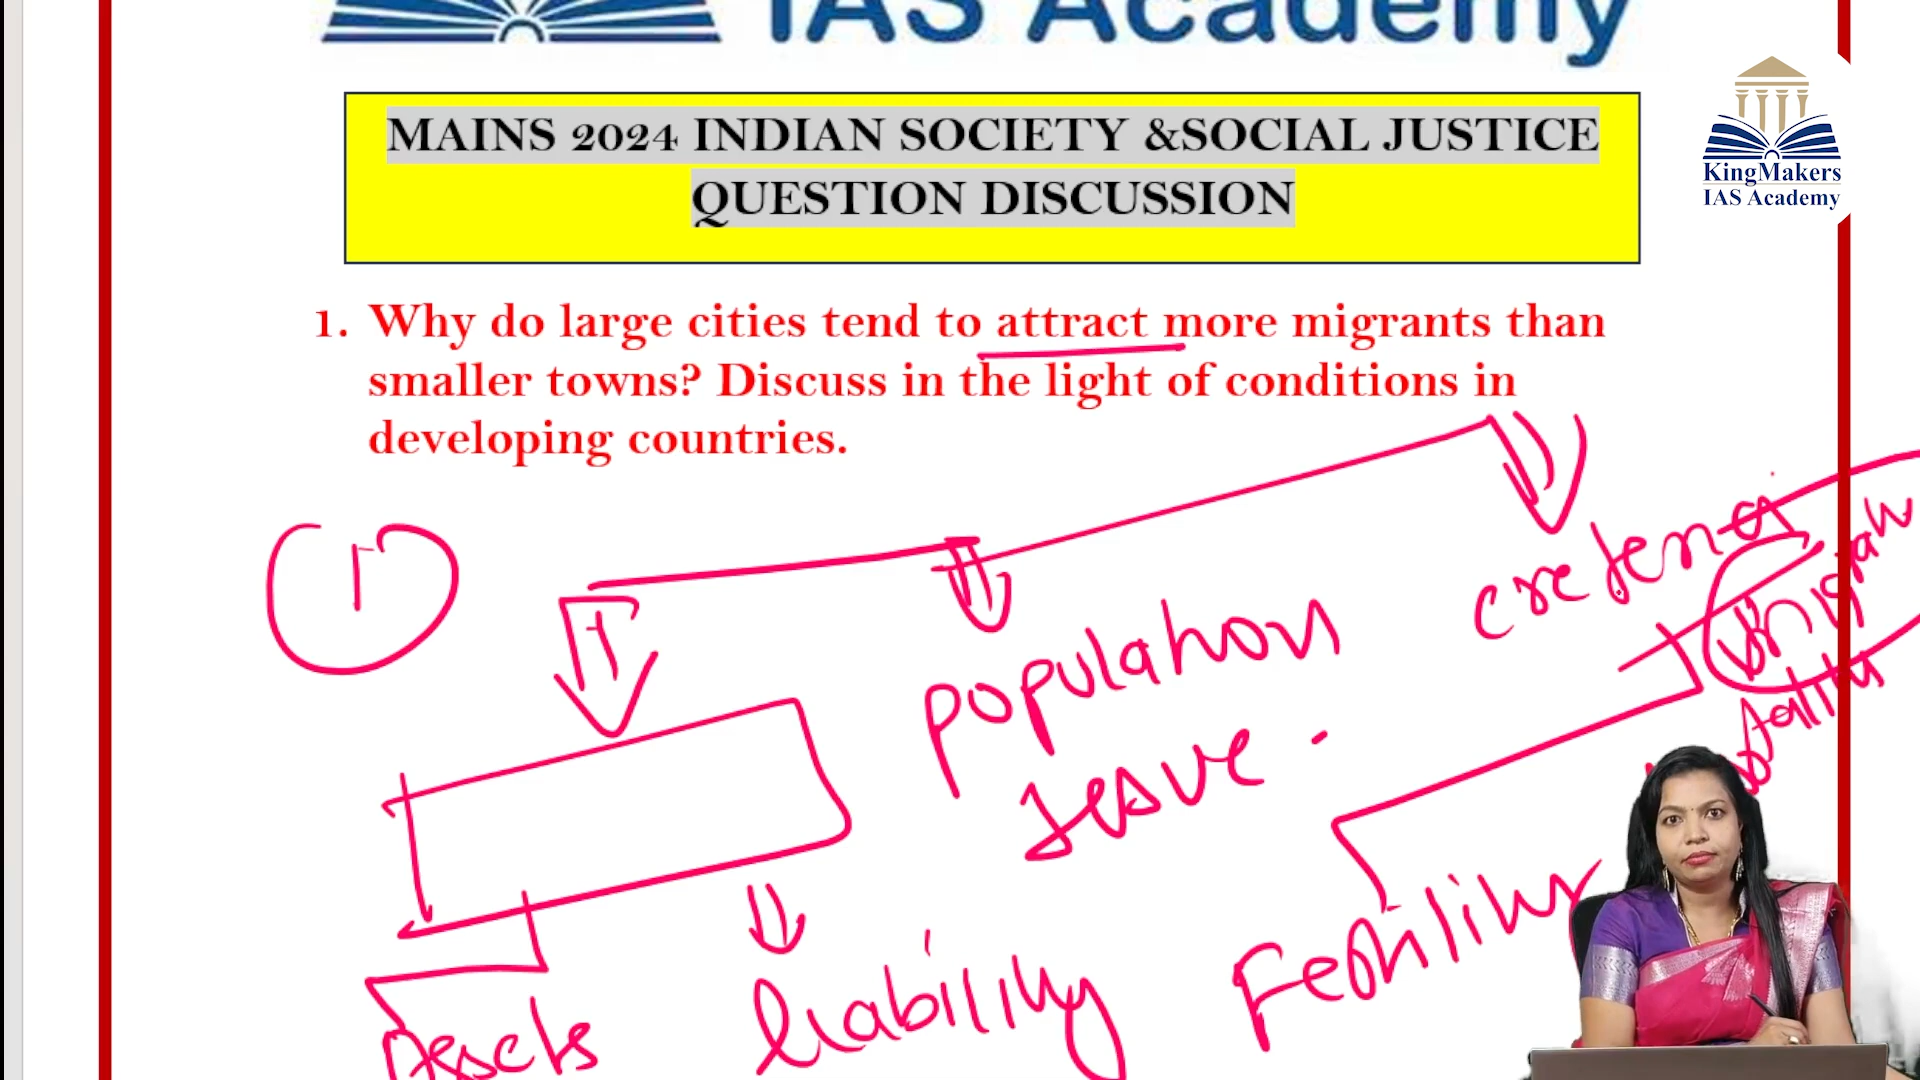 IAS Academy
MAINS 2024 INDIAN SOCIETY &SOCIAL JUSTICE
QUESTION DISCUSSION
KingMakers
IAS Academy
1. Why do large cities tend to attract more migrants than
smaller towns? Discuss in the light of conditions in
developing countries.
1
population
Assets
liability